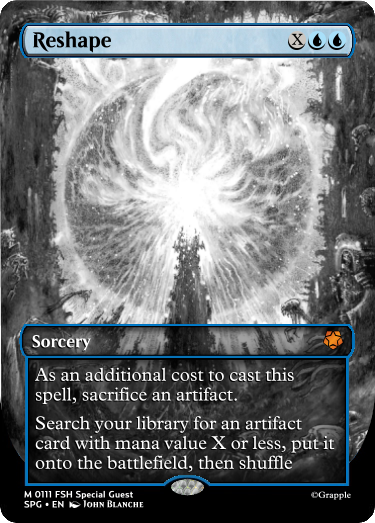 Reshape X
Sorcery
As an additional cost to cast this
spell, sacrifice an artifact.
Search your library for an artifact
card with mana value X or less, put it
onto the battlefield, then shuffle
M 0111 FSH Special Guest
SPG • EN John Blanche
©Grapple